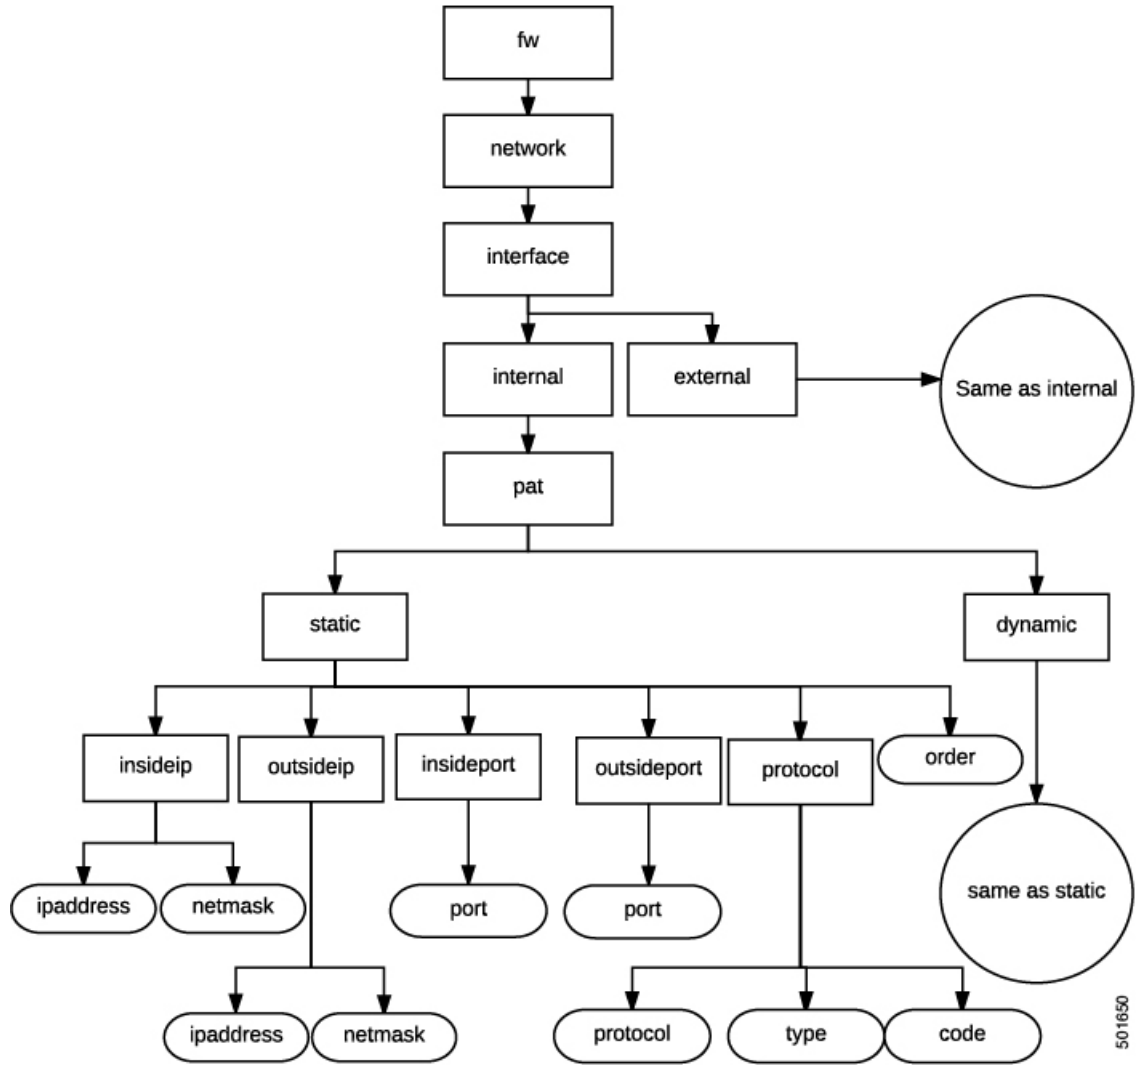 fw
network
interface
internal
external
Same as internal
pat
static
dynamic
insideip
outsideip
insideport
outsideport
protocol
order
ipaddress
netmask
port
port
same as static
ipaddress
netmask
protocol
type
code
501650